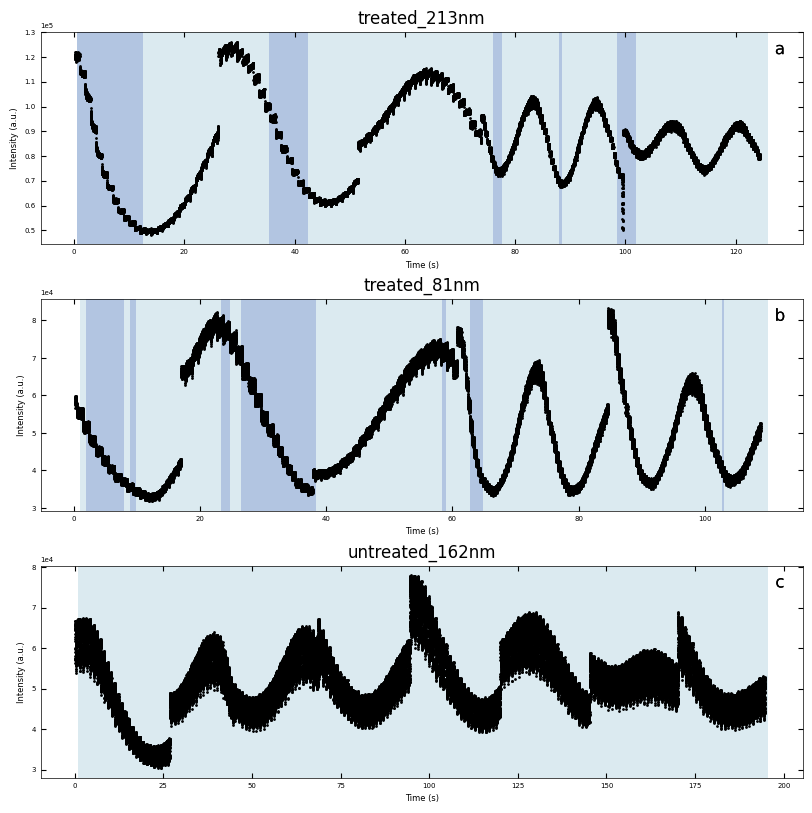 treated_213nm
1e5
a
1.3
1.2
1.1
1.0
0.9
0.8
0.7
0.6
0.5
Intensity (a.u.)
0 20 40 60 80 100 120
Time (s)
treated_81nm
1e4
b
8
7
6
5
4
3
Intensity (a.u.)
0 20 40 60 80 100
Time (s)
untreated_162nm
1e4
c
8
7
6
5
4
3
Intensity (a.u.)
0 25 50 75 100 125 150 175 200
Time (s)